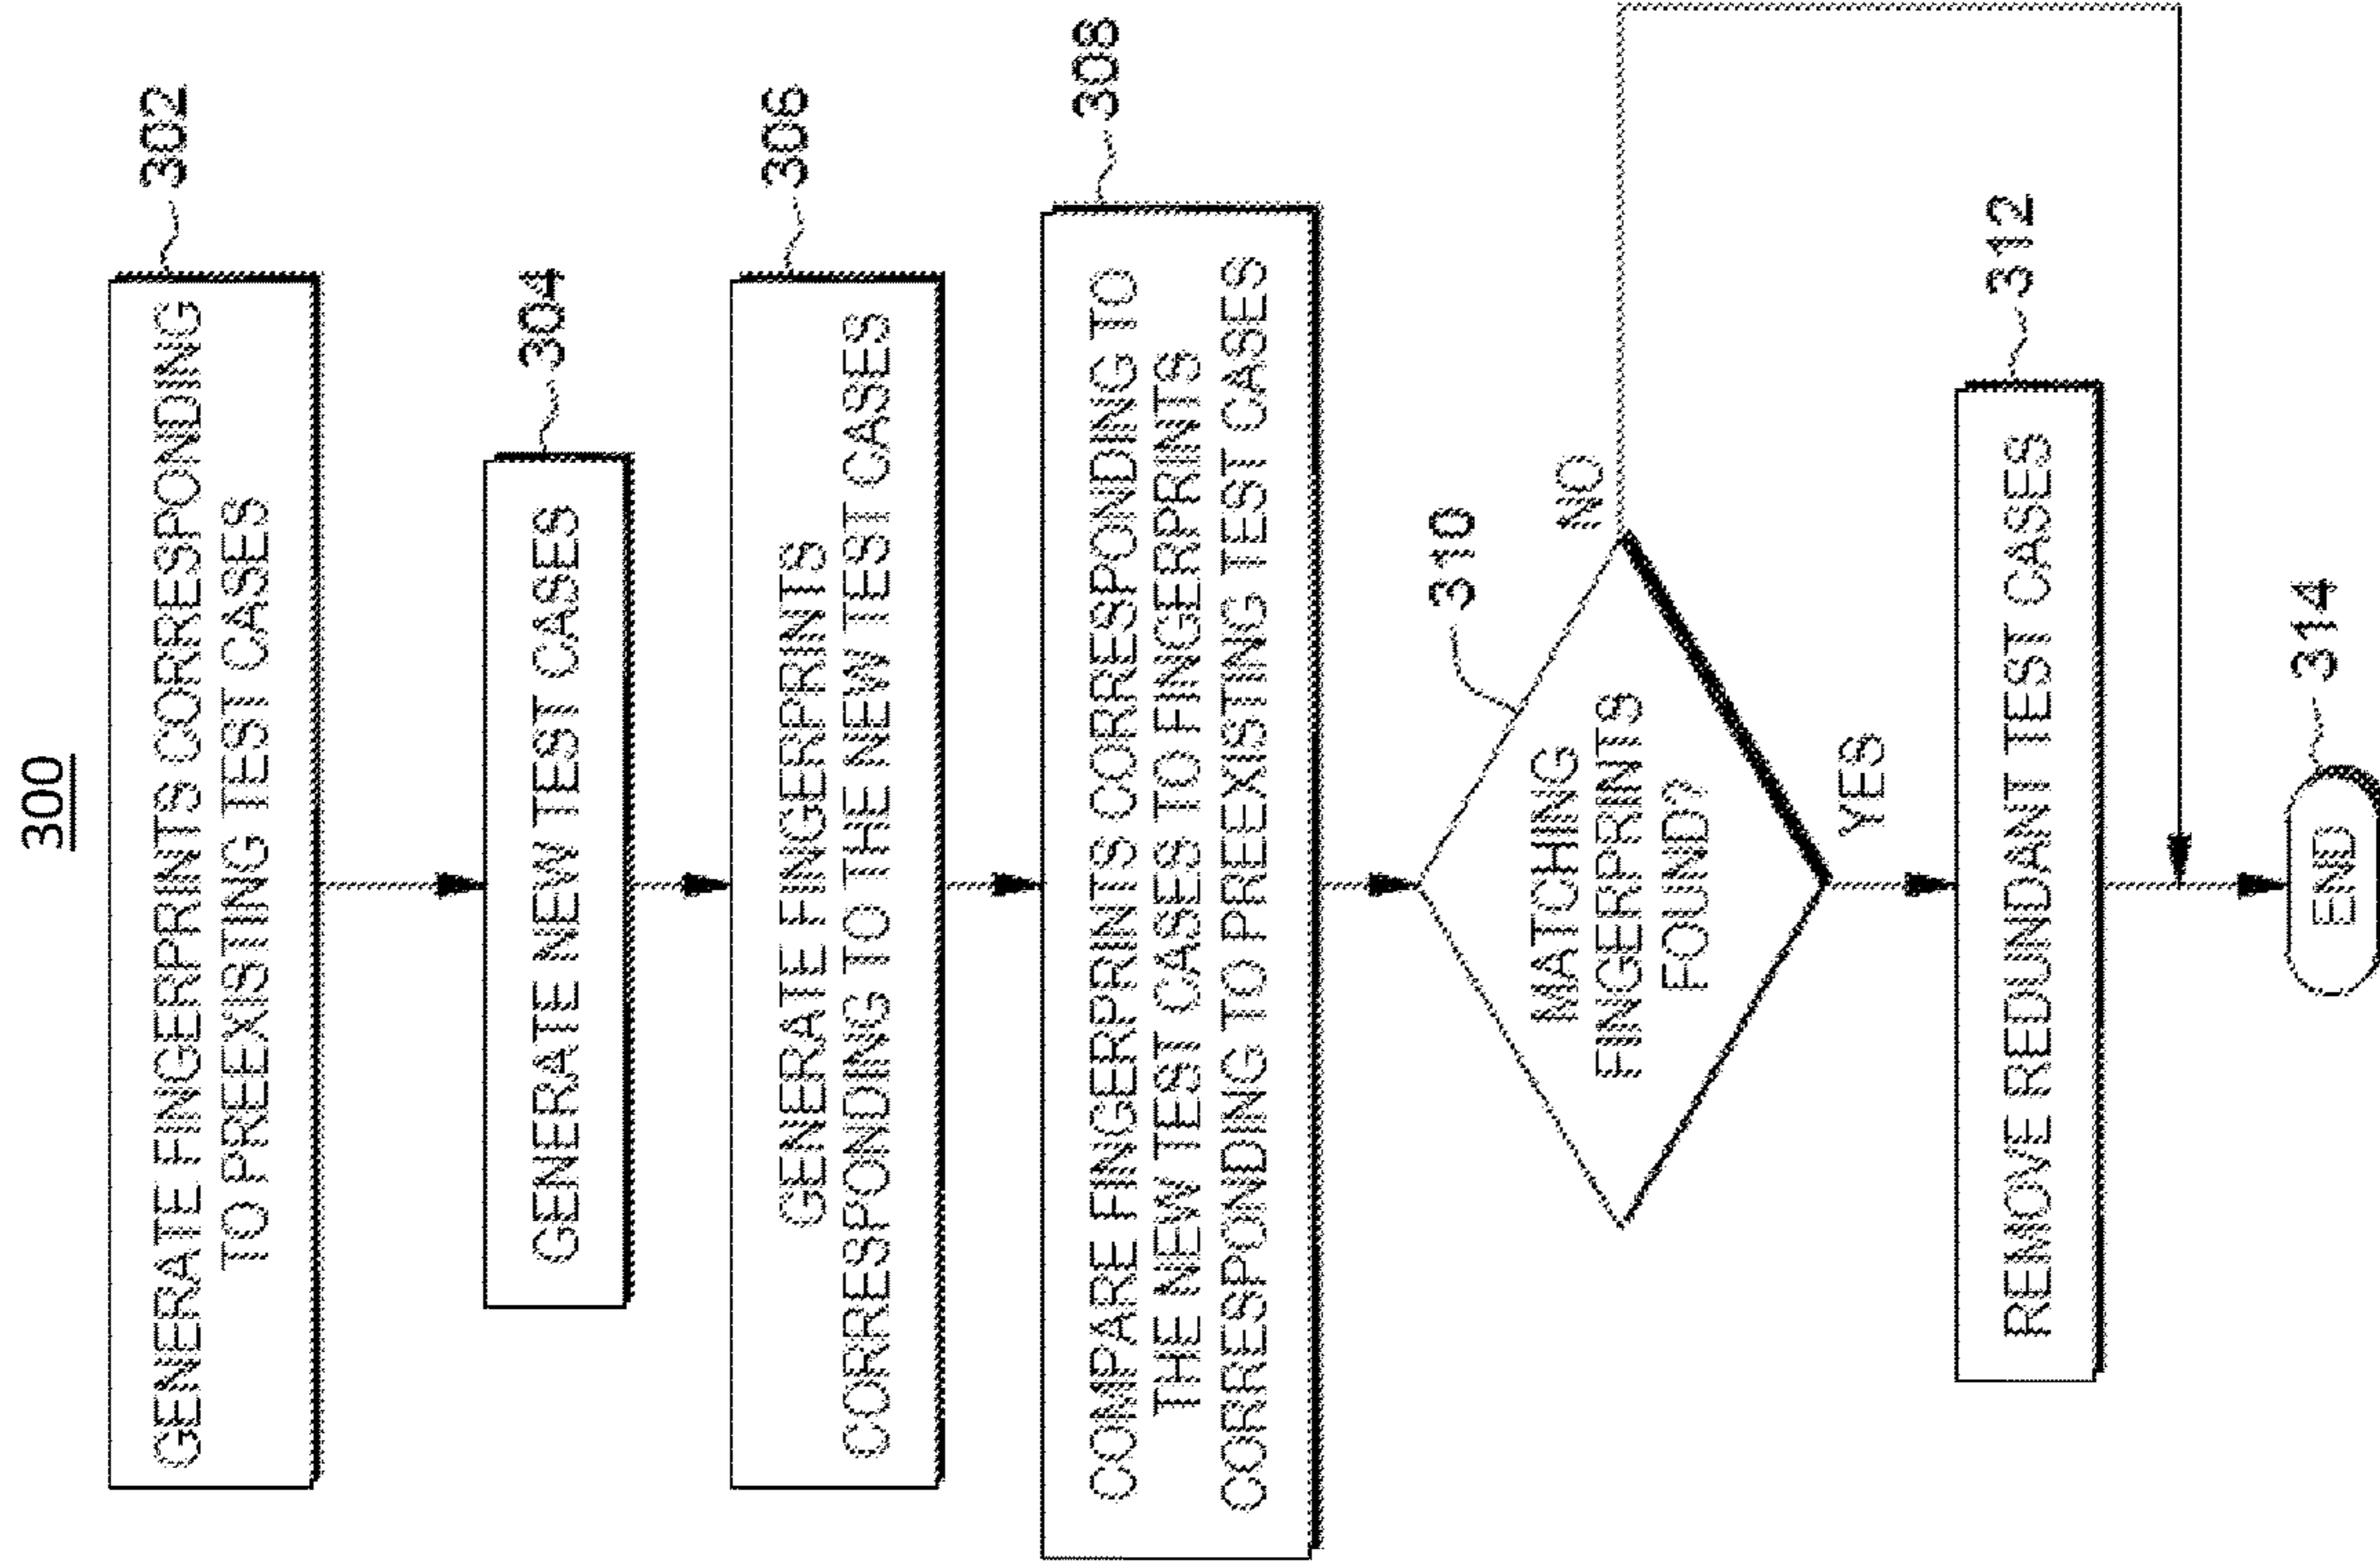 300
GENERATE FINGERPRINTS CORRESPONDING
TO PREEXISTING TEST CASES
302
GENERATE NEW TEST CASES
304
GENERATE FINGERPRINTS
CORRESPONDING TO THE NEW TEST CASES
306
COMPARE FINGERPRINTS CORRESPONDING TO
THE NEW TEST CASES TO FINGERPRINTS
CORRESPONDING TO PREEXISTING TEST CASES
308
MATCHING
FINGERPRINTS
FOUND?
310
NO
YES
REMOVE REDUNDANT TEST CASES
312
END
314